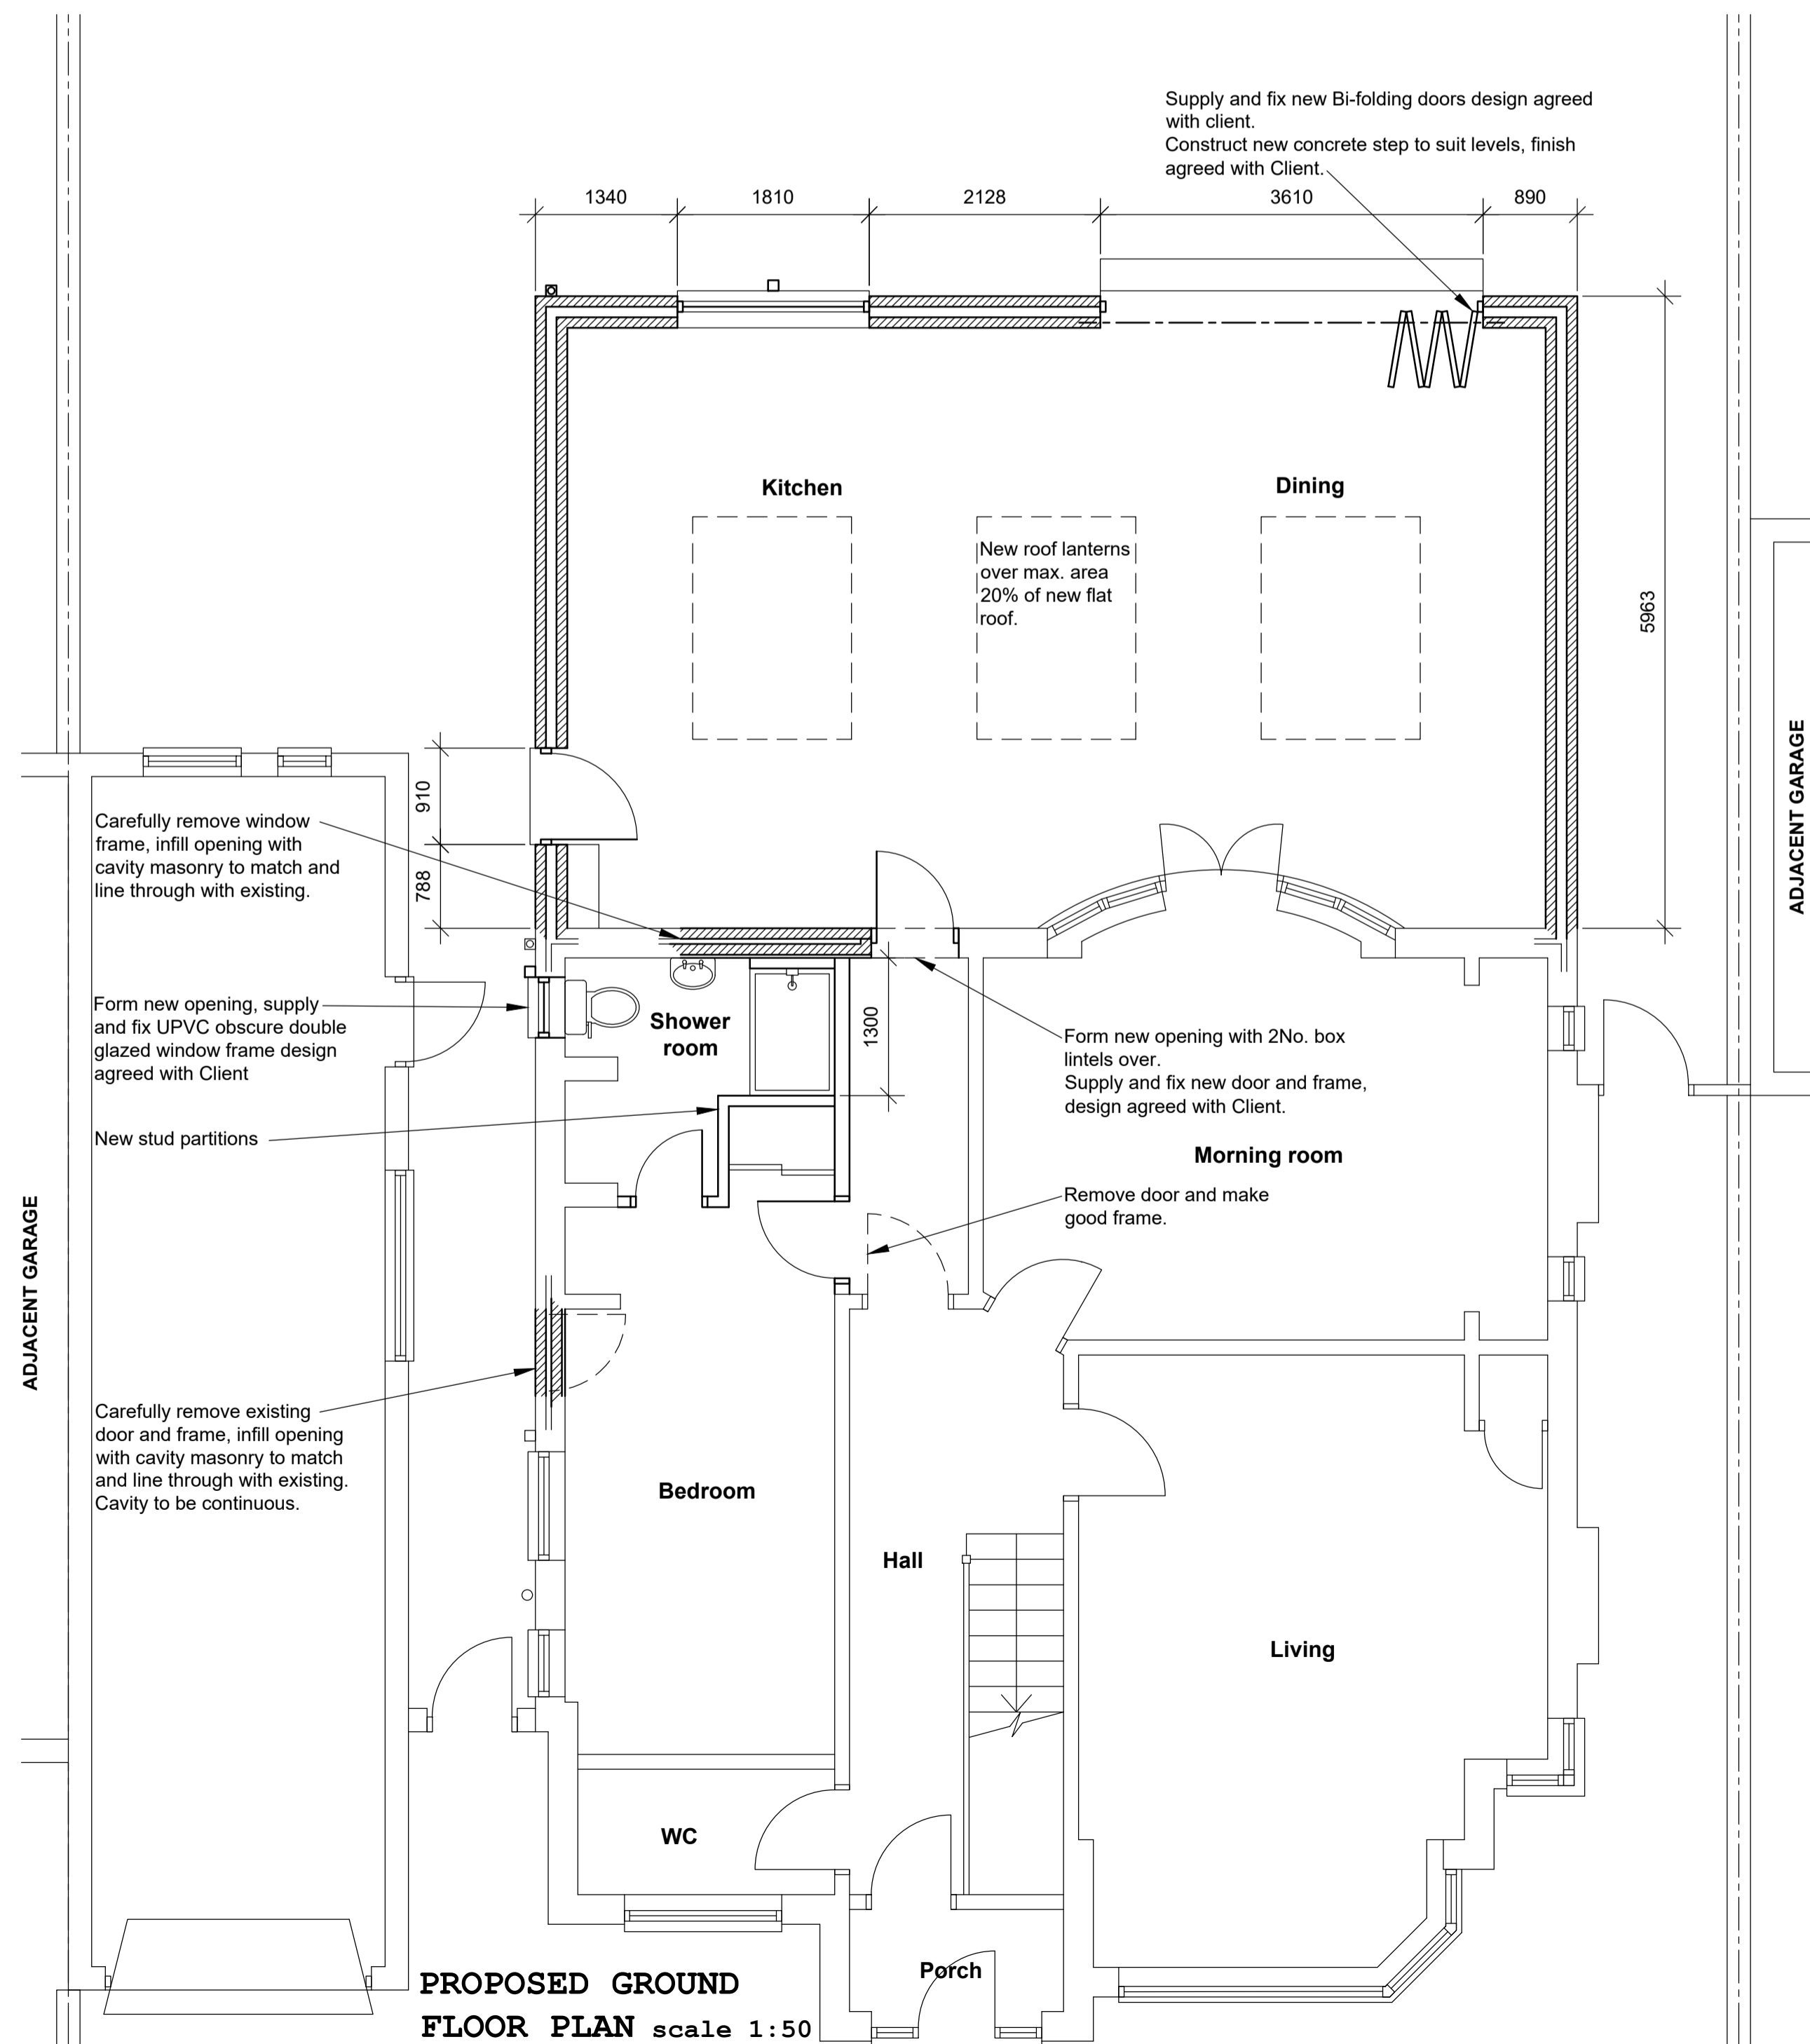 Supply and fix new Bi-folding doors design agreed
with client.
Construct new concrete step to suit levels, finish
agreed with Client.
1340
1810
2128
3610
890
Kitchen
Dining
New roof lanterns
over max. area
20% of new flat
roof.
5963
ADJACENT GARAGE
910
788
Carefully remove window
frame, infill opening with
cavity masonry to match and
line through with existing.
Form new opening, supply
and fix UPVC obscure double
glazed window frame design
agreed with Client
Shower
room
1300
Form new opening with 2No. box
lintels over.
Supply and fix new door and frame,
design agreed with Client.
New stud partitions
Morning room
Remove door and make
good frame.
ADJACENT GARAGE
Carefully remove existing
door and frame, infill opening
with cavity masonry to match
and line through with existing.
Cavity to be continuous.
Bedroom
Hall
Living
WC
Porch
PROPOSED GROUND
FLOOR PLAN scale 1:50